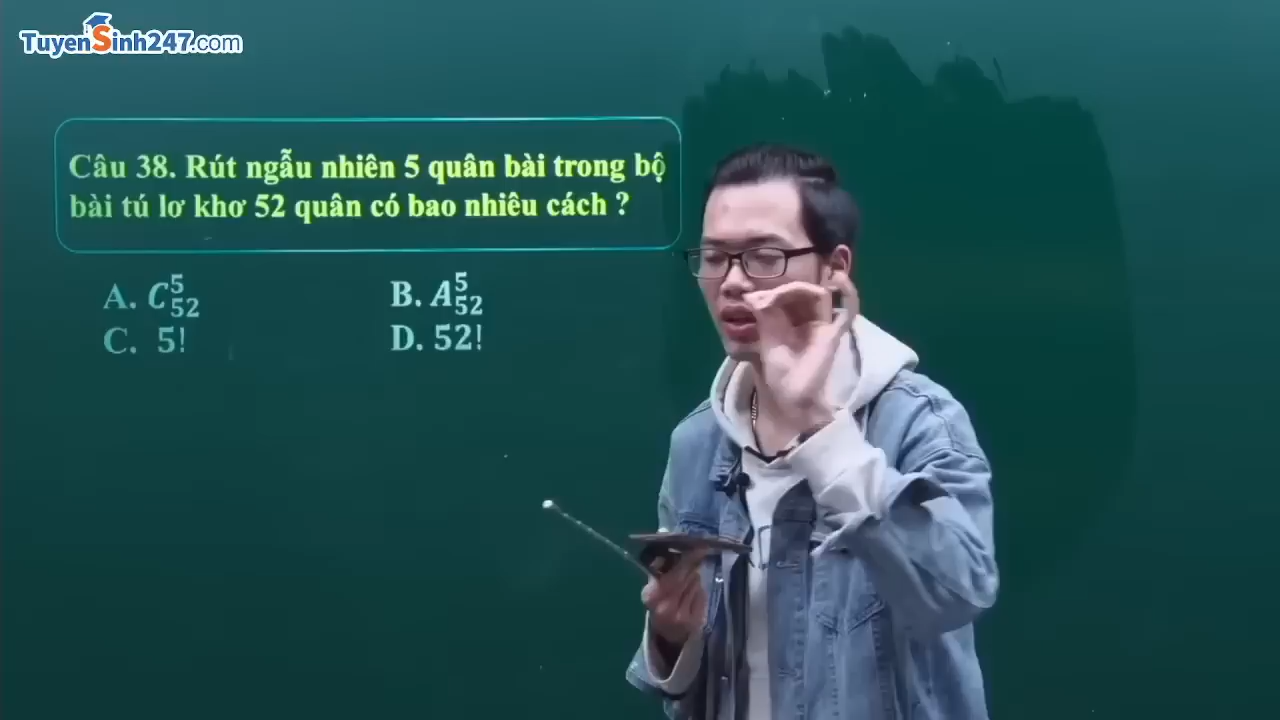 TuyenSinh247.com
Câu 38. Rút ngẫu nhiên 5 quân bài trong bộ
bài tú lơ khơ 52 quân có bao nhiêu cách ?
A. C⁵₅₂ B. A⁵₅₂
C. 5! D. 52!